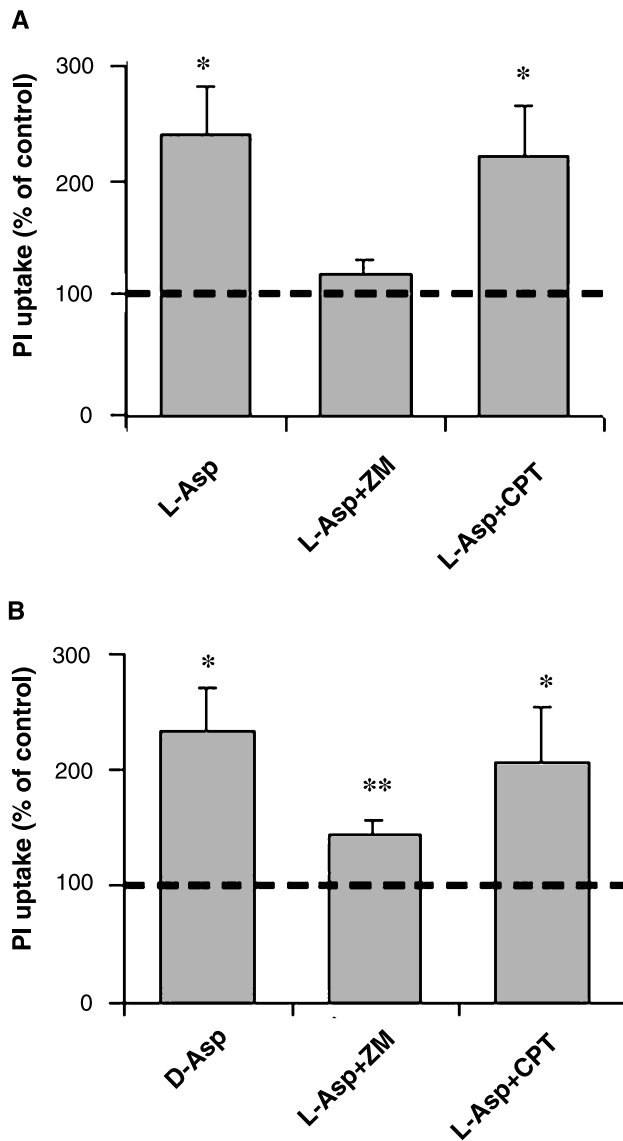 A
PI uptake (% of control)
300
200
100
0
*
*
L-Asp
L-Asp+ZM
L-Asp+CPT
B
PI uptake (% of control)
300
200
100
0
*
**
*
D-Asp
L-Asp+ZM
L-Asp+CPT